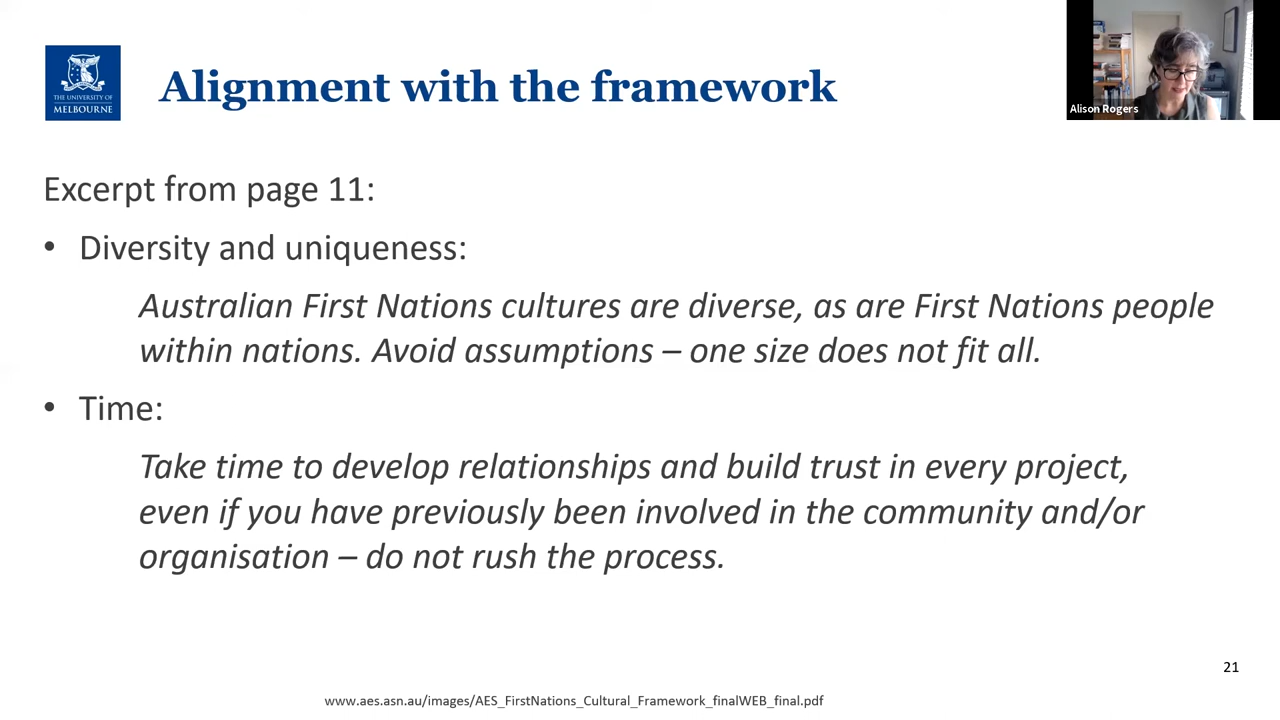 Alignment with the framework
THE UNIVERSITY OF
MELBOURNE
Alison Rogers
Excerpt from page 11:
• Diversity and uniqueness:
Australian First Nations cultures are diverse, as are First Nations people
within nations. Avoid assumptions – one size does not fit all.
• Time:
Take time to develop relationships and build trust in every project,
even if you have previously been involved in the community and/or
organisation – do not rush the process.
21
www.aes.asn.au/images/AES_FirstNations_Cultural_Framework_finalWEB_final.pdf